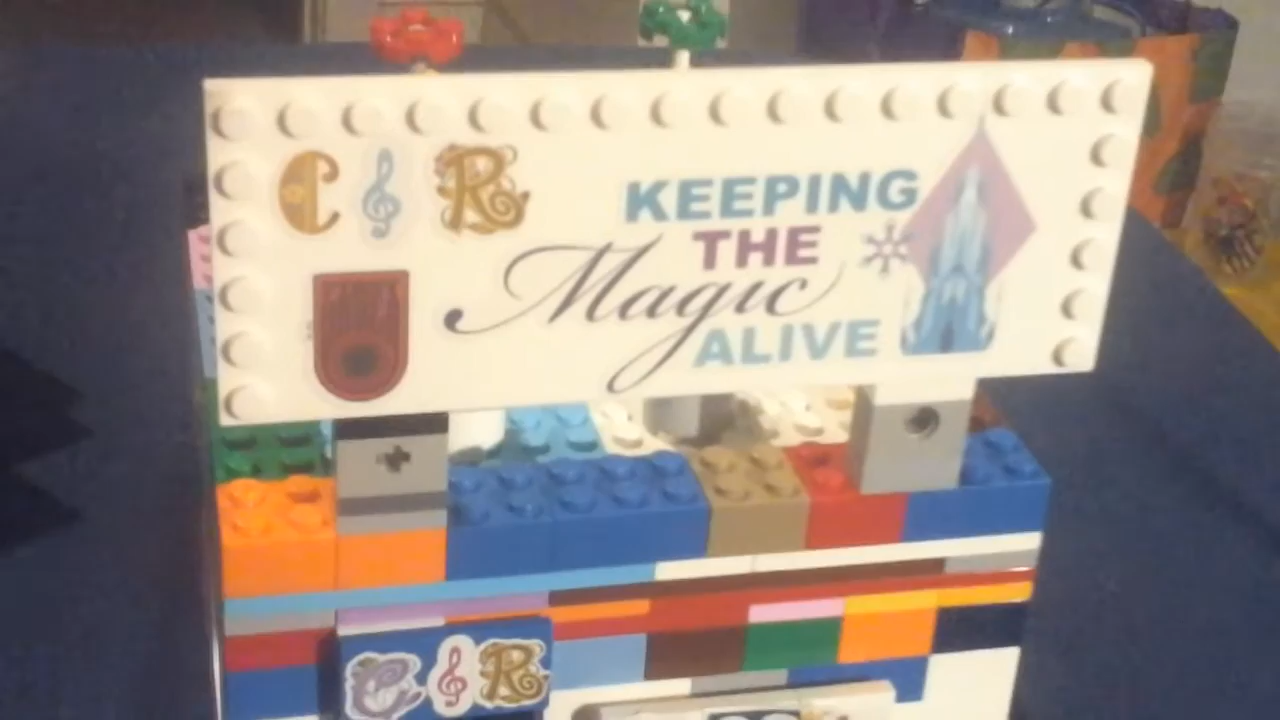 C R
KEEPING
THE
Magic
ALIVE
C R